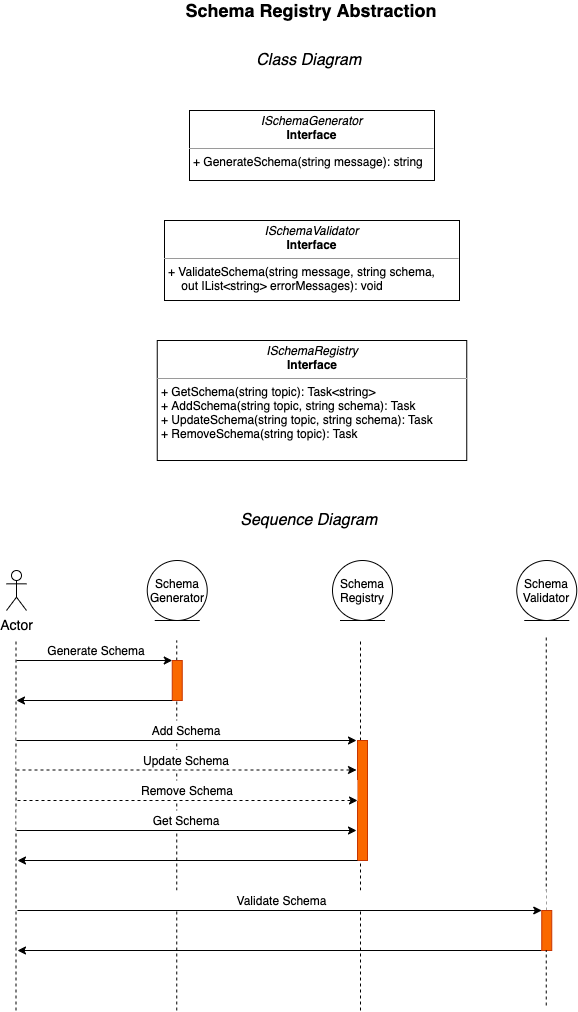 Schema Registry Abstraction
Class Diagram
ISchemaGenerator
Interface
+ GenerateSchema(string message): string
ISchemaValidator
Interface
+ ValidateSchema(string message, string schema,
out IList<string> errorMessages): void
ISchemaRegistry
Interface
+ GetSchema(string topic): Task<string>
+ AddSchema(string topic, string schema): Task
+ UpdateSchema(string topic, string schema): Task
+ RemoveSchema(string topic): Task
Sequence Diagram
Actor
Schema
Generator
Schema
Registry
Schema
Validator
Generate Schema
Add Schema
Update Schema
Remove Schema
Get Schema
Validate Schema